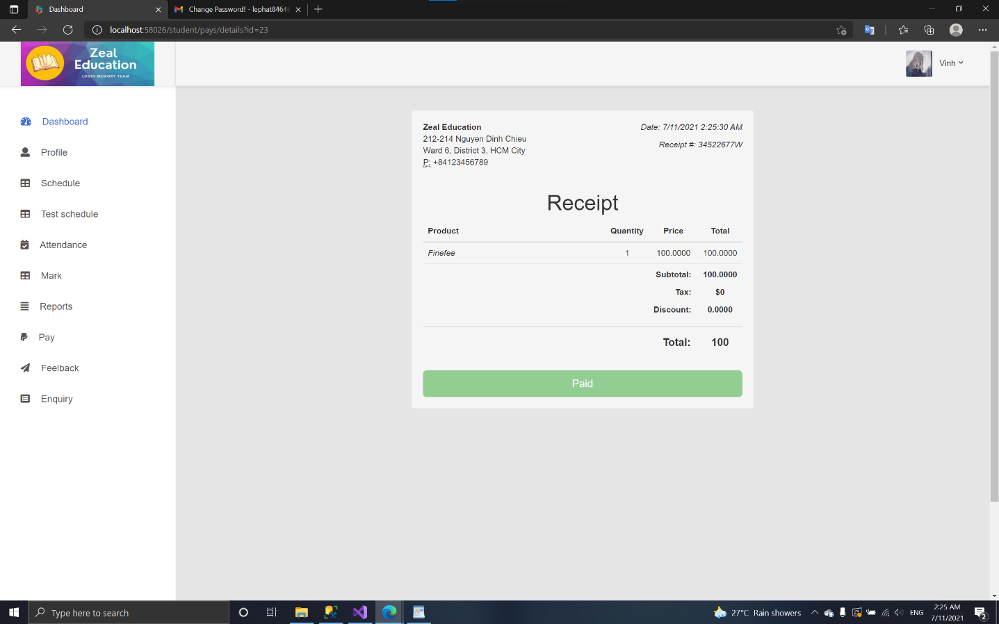 Dashboard
Change Password! - lephat8464
localhost:58026/student/pays/details?id=23
Zeal
Education
LOGIN MEMORY TEAM
Vinh
Dashboard
Profile
Schedule
Test schedule
Attendance
Mark
Reports
Pay
Feelback
Enquiry
Zeal Education
212-214 Nguyen Dinh Chieu
Ward 6, District 3, HCM City
P: +84123456789
Date: 7/11/2021 2:25:30 AM
Receipt #: 34522677W
Receipt
Product Quantity Price Total
Finefee 1 100.0000 100.0000
Subtotal: 100.0000
Tax: $0
Discount: 0.0000
Total: 100
Paid
Type here to search
27°C Rain showers
ENG
2:25 AM
7/11/2021
2